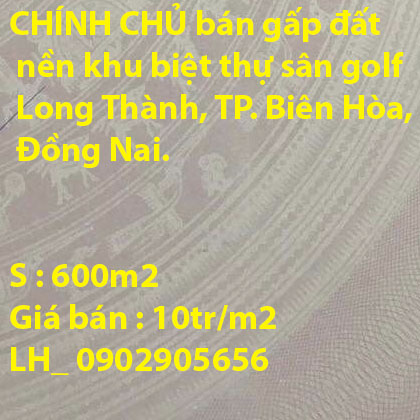 CHÍNH CHỦ bán gấp đất
nền khu biệt thự sân golf
Long Thành, TP. Biên Hòa,
Đồng Nai.
S : 600m2
Giá bán : 10tr/m2
LH_ 0902905656